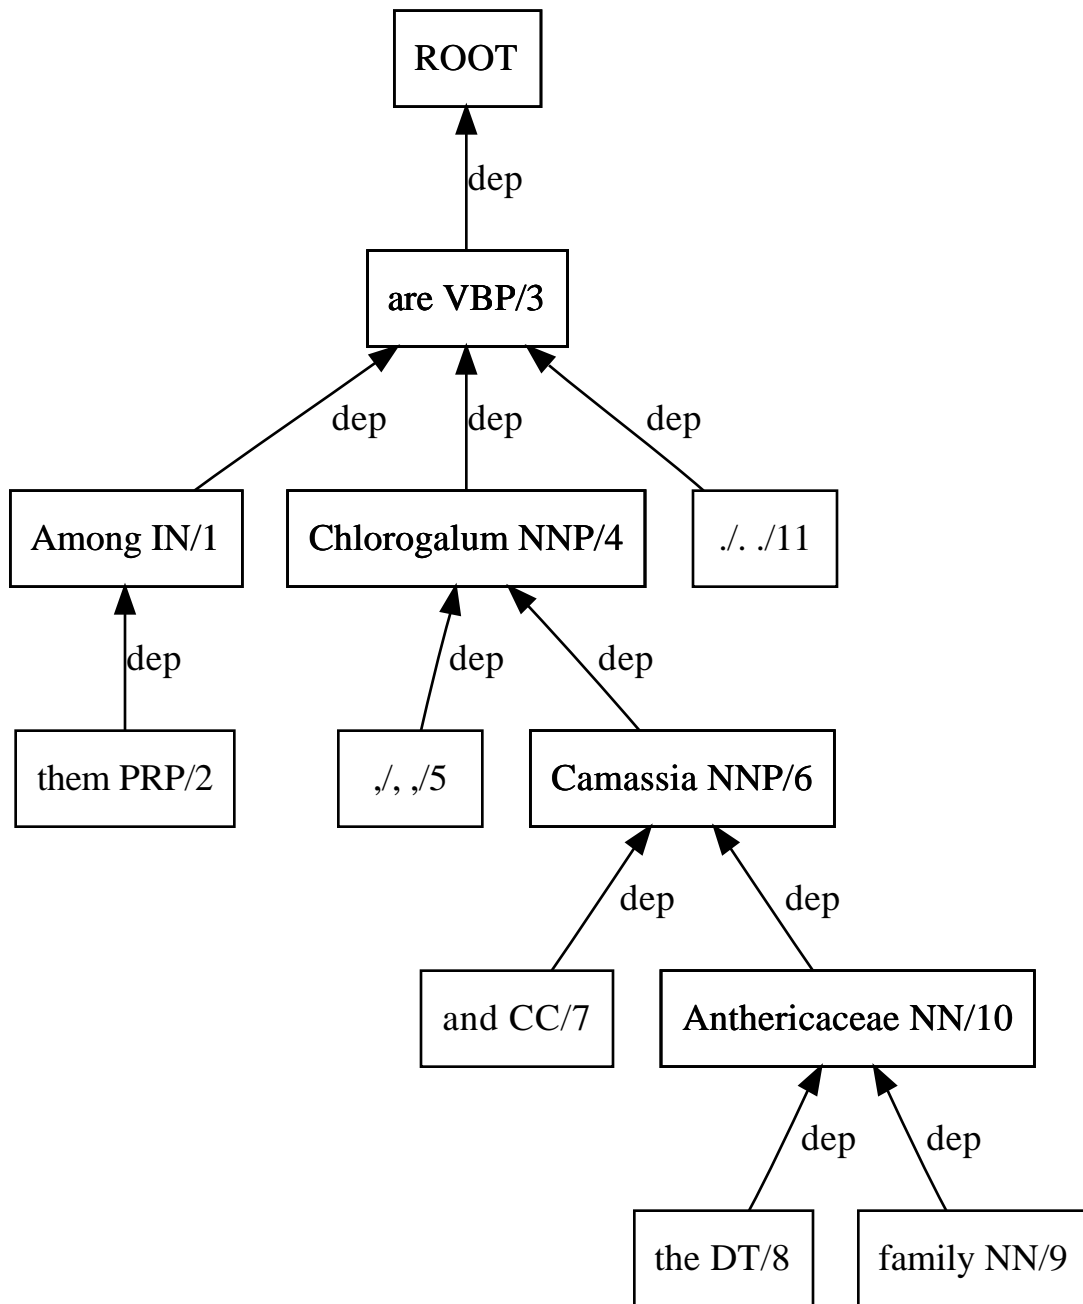 ROOT
dep
are VBP/3
dep dep dep
Among IN/1 Chlorogalum NNP/4 ./. ./11
dep dep dep
them PRP/2 ,/, ,/5 Camassia NNP/6
dep dep
and CC/7 Anthericaceae NN/10
dep dep
the DT/8 family NN/9